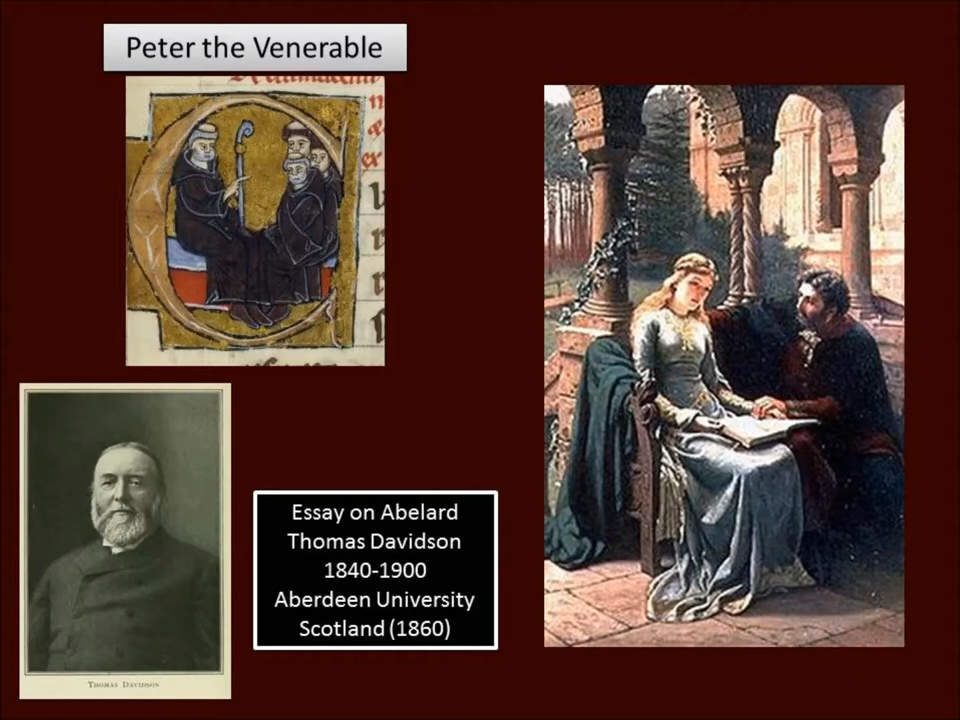 Peter the Venerable
Essay on Abelard
Thomas Davidson
1840-1900
Aberdeen University
Scotland (1860)
THOMAS DAVIDSON